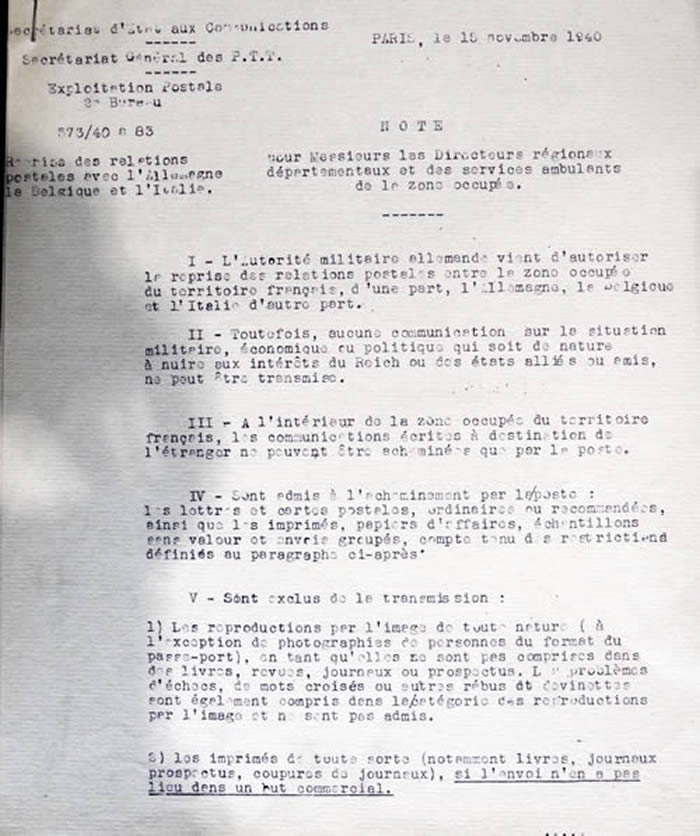 Secrétariat d'Etat aux Communications
PARIS, le 15 novembre 1940
Secrétariat Général des P.T.T.
Exploitation Postale
Bureau
573/40 83
Reprise des relations
postales avec l'Allemagne
la Belgique et l'Italie.
N O T E
pour Messieurs les Directeurs régionaux
départementaux et des services ambulants
de la zone occupée.
I - L'Autorité militaire allemande vient d'autoriser
la reprise des relations postales entre la zone occupée
du territoire français, d'une part, l'Allemagne, la Belgique
et l'Italie d'autre part.
II - Toutefois, aucune communication sur la situation
militaire, économique ou politique qui soit de nature
à nuire aux intérêts du Reich ou des états alliés ou amis,
ne peut être transmise.
III - A l'intérieur de la zone occupée du territoire
français, les communications écrites à destination de
l'étranger ne peuvent être acheminées que par la poste.
IV - Sont admis à l'acheminement par la/poste :
les lettres et cartes postales, ordinaires ou recommandées,
ainsi que les imprimés, papiers d'affaires, échantillons
sans valeur et envois groupés, compte tenu des restrictiond
définiés au paragraphe ci-après'
V - Sont exclus de la transmission :
1) Les reproductions par l'image de toute nature ( à
l'exception de photographies de personnes du format du
passe-port), en tant qu'elles ne sont pas comprises dans
des livres, revues, journaux ou prospectus. Les problèmes
d'échecs, de mots croisés ou autres rébus et devinettes
sont également compris dans la/catégorie des reproductions
par l'image et ne sont pas admis.
2) les imprimés de toute sorte (notamment livres, journaux
prospectus, coupures de journaux), si l'envoi n'en a pas
lieu dans un but commercial.